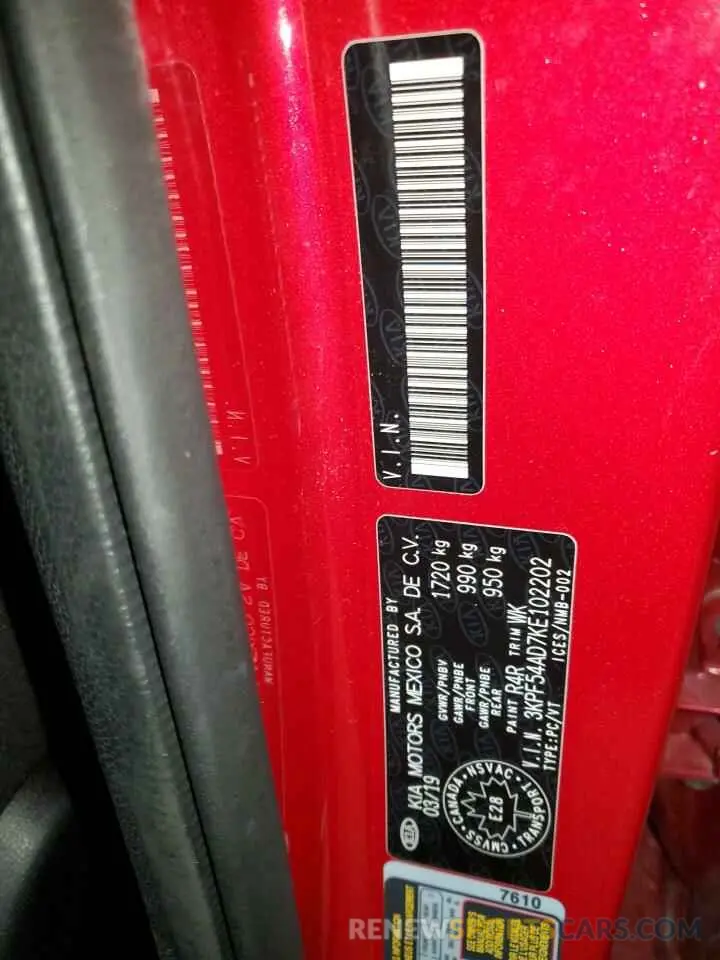 V.I.N.
MANUFACTURED BY
KIA MOTORS MEXICO S.A. DE C.V.
03/19
GVWR/PNBV 1720 kg
GAWR/PNBE FRONT 990 kg
GAWR/PNBE REAR 950 kg
PAINT R4R TRIM WK
V.I.N. 3KPF54AD7KE102202
TYPE:PC/VT ICES/NMB-002
CANADA · NSVAC · TRANSPORT · CMVSS
E28
KIA
7610